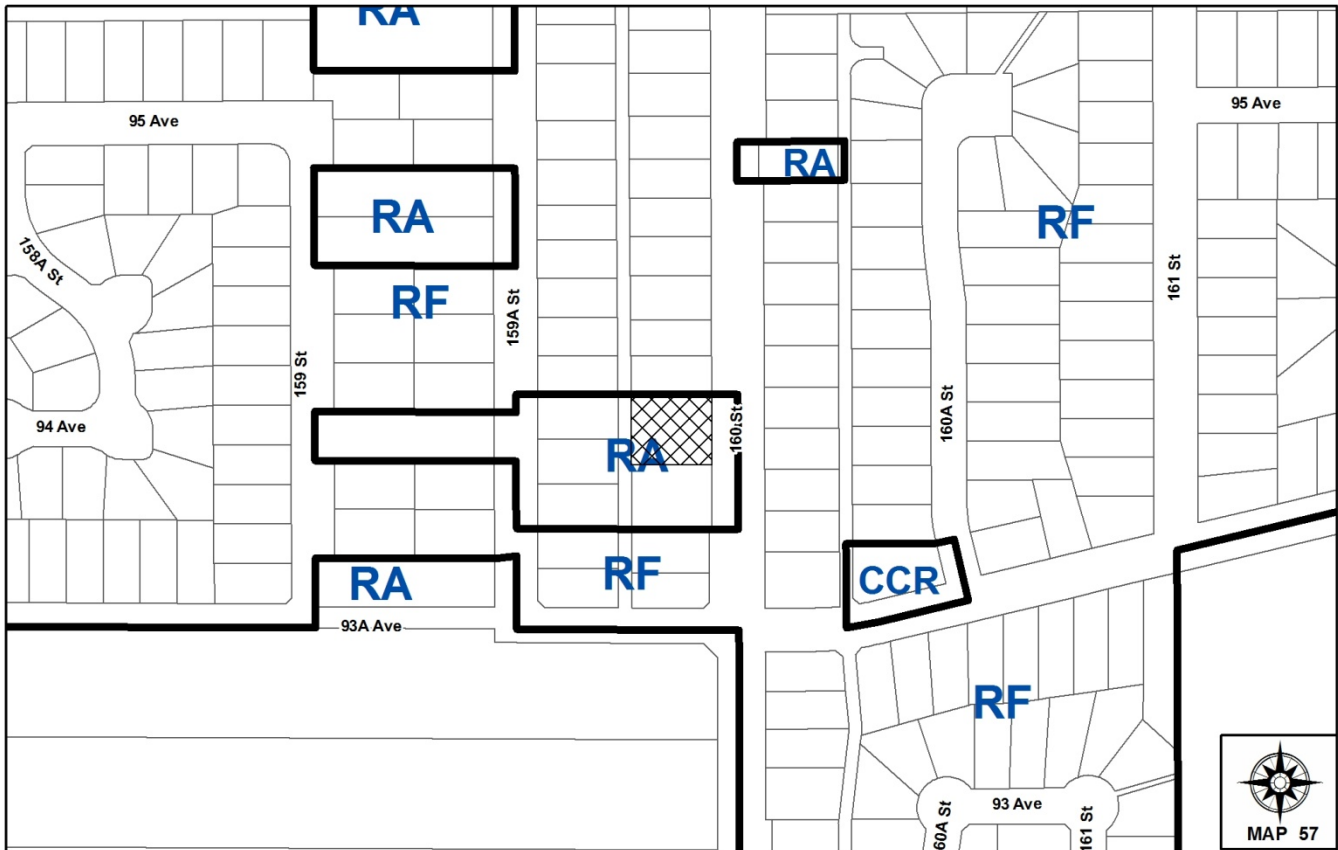 RA
95 Ave
95 Ave
RA
RA
RF
158A St
RF
161 St
159A St
159 St
160 St
160A St
94 Ave
RA
RA
RF
CCR
93A Ave
RF
93 Ave
60A St
161 St
MAP 57